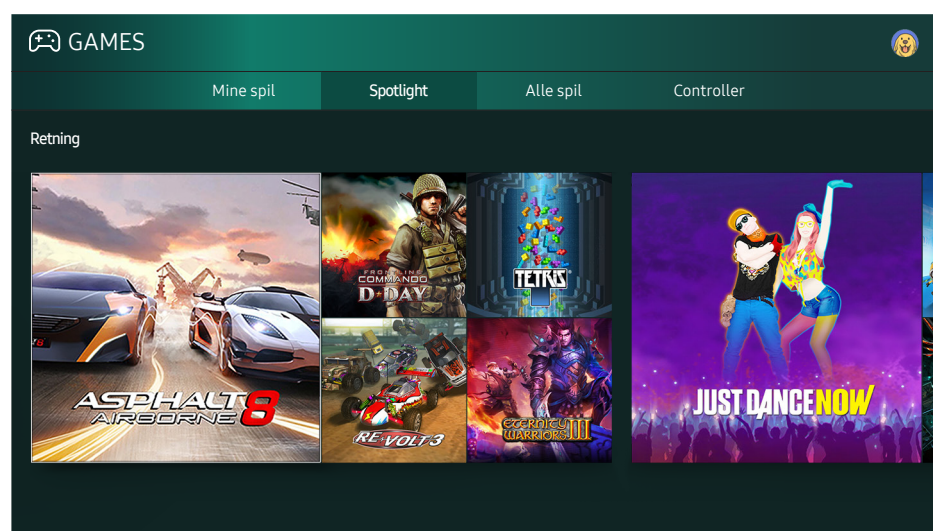 GAMES
Mine spil
Spotlight
Alle spil
Controller
Retning
ASPHALT 8
AIRBORNE
FRONTLINE
COMMANDO
D-DAY
TETRIS
RE-VOLT 3
ETERNITY
WARRIORS III
JUST DANCE NOW